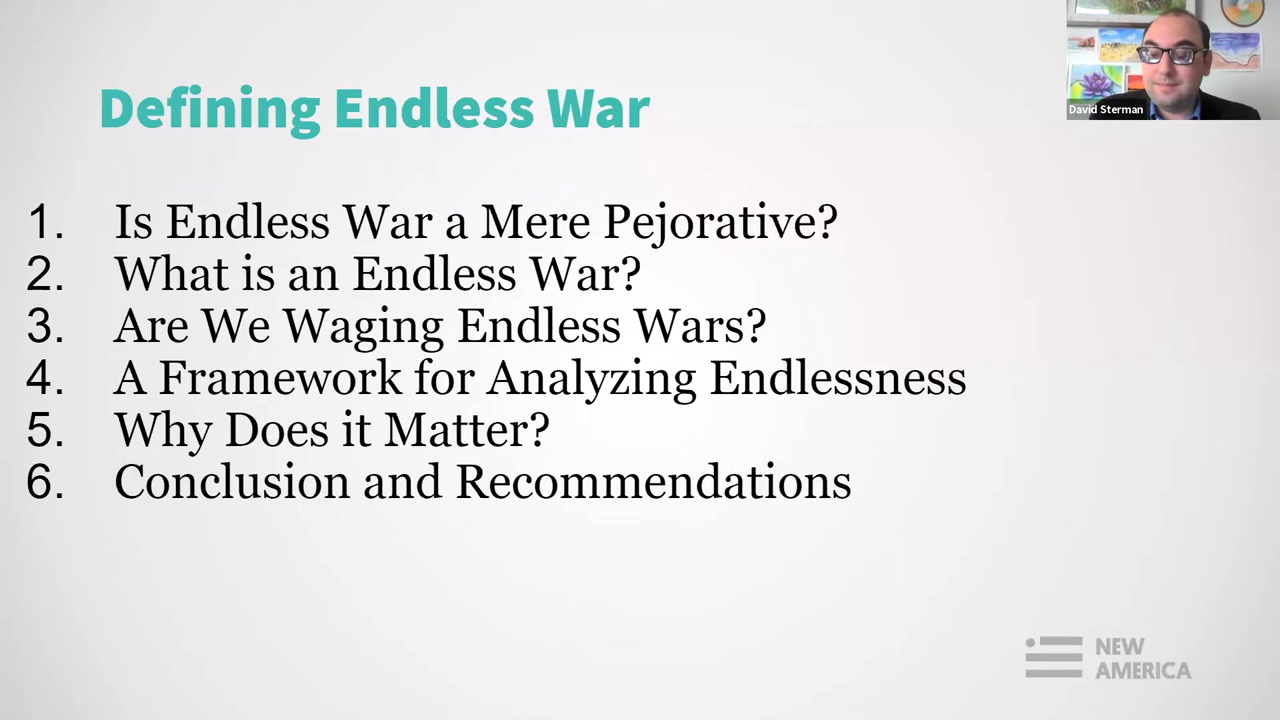 Defining Endless War
David Sterman
1. Is Endless War a Mere Pejorative?
2. What is an Endless War?
3. Are We Waging Endless Wars?
4. A Framework for Analyzing Endlessness
5. Why Does it Matter?
6. Conclusion and Recommendations
NEW
AMERICA